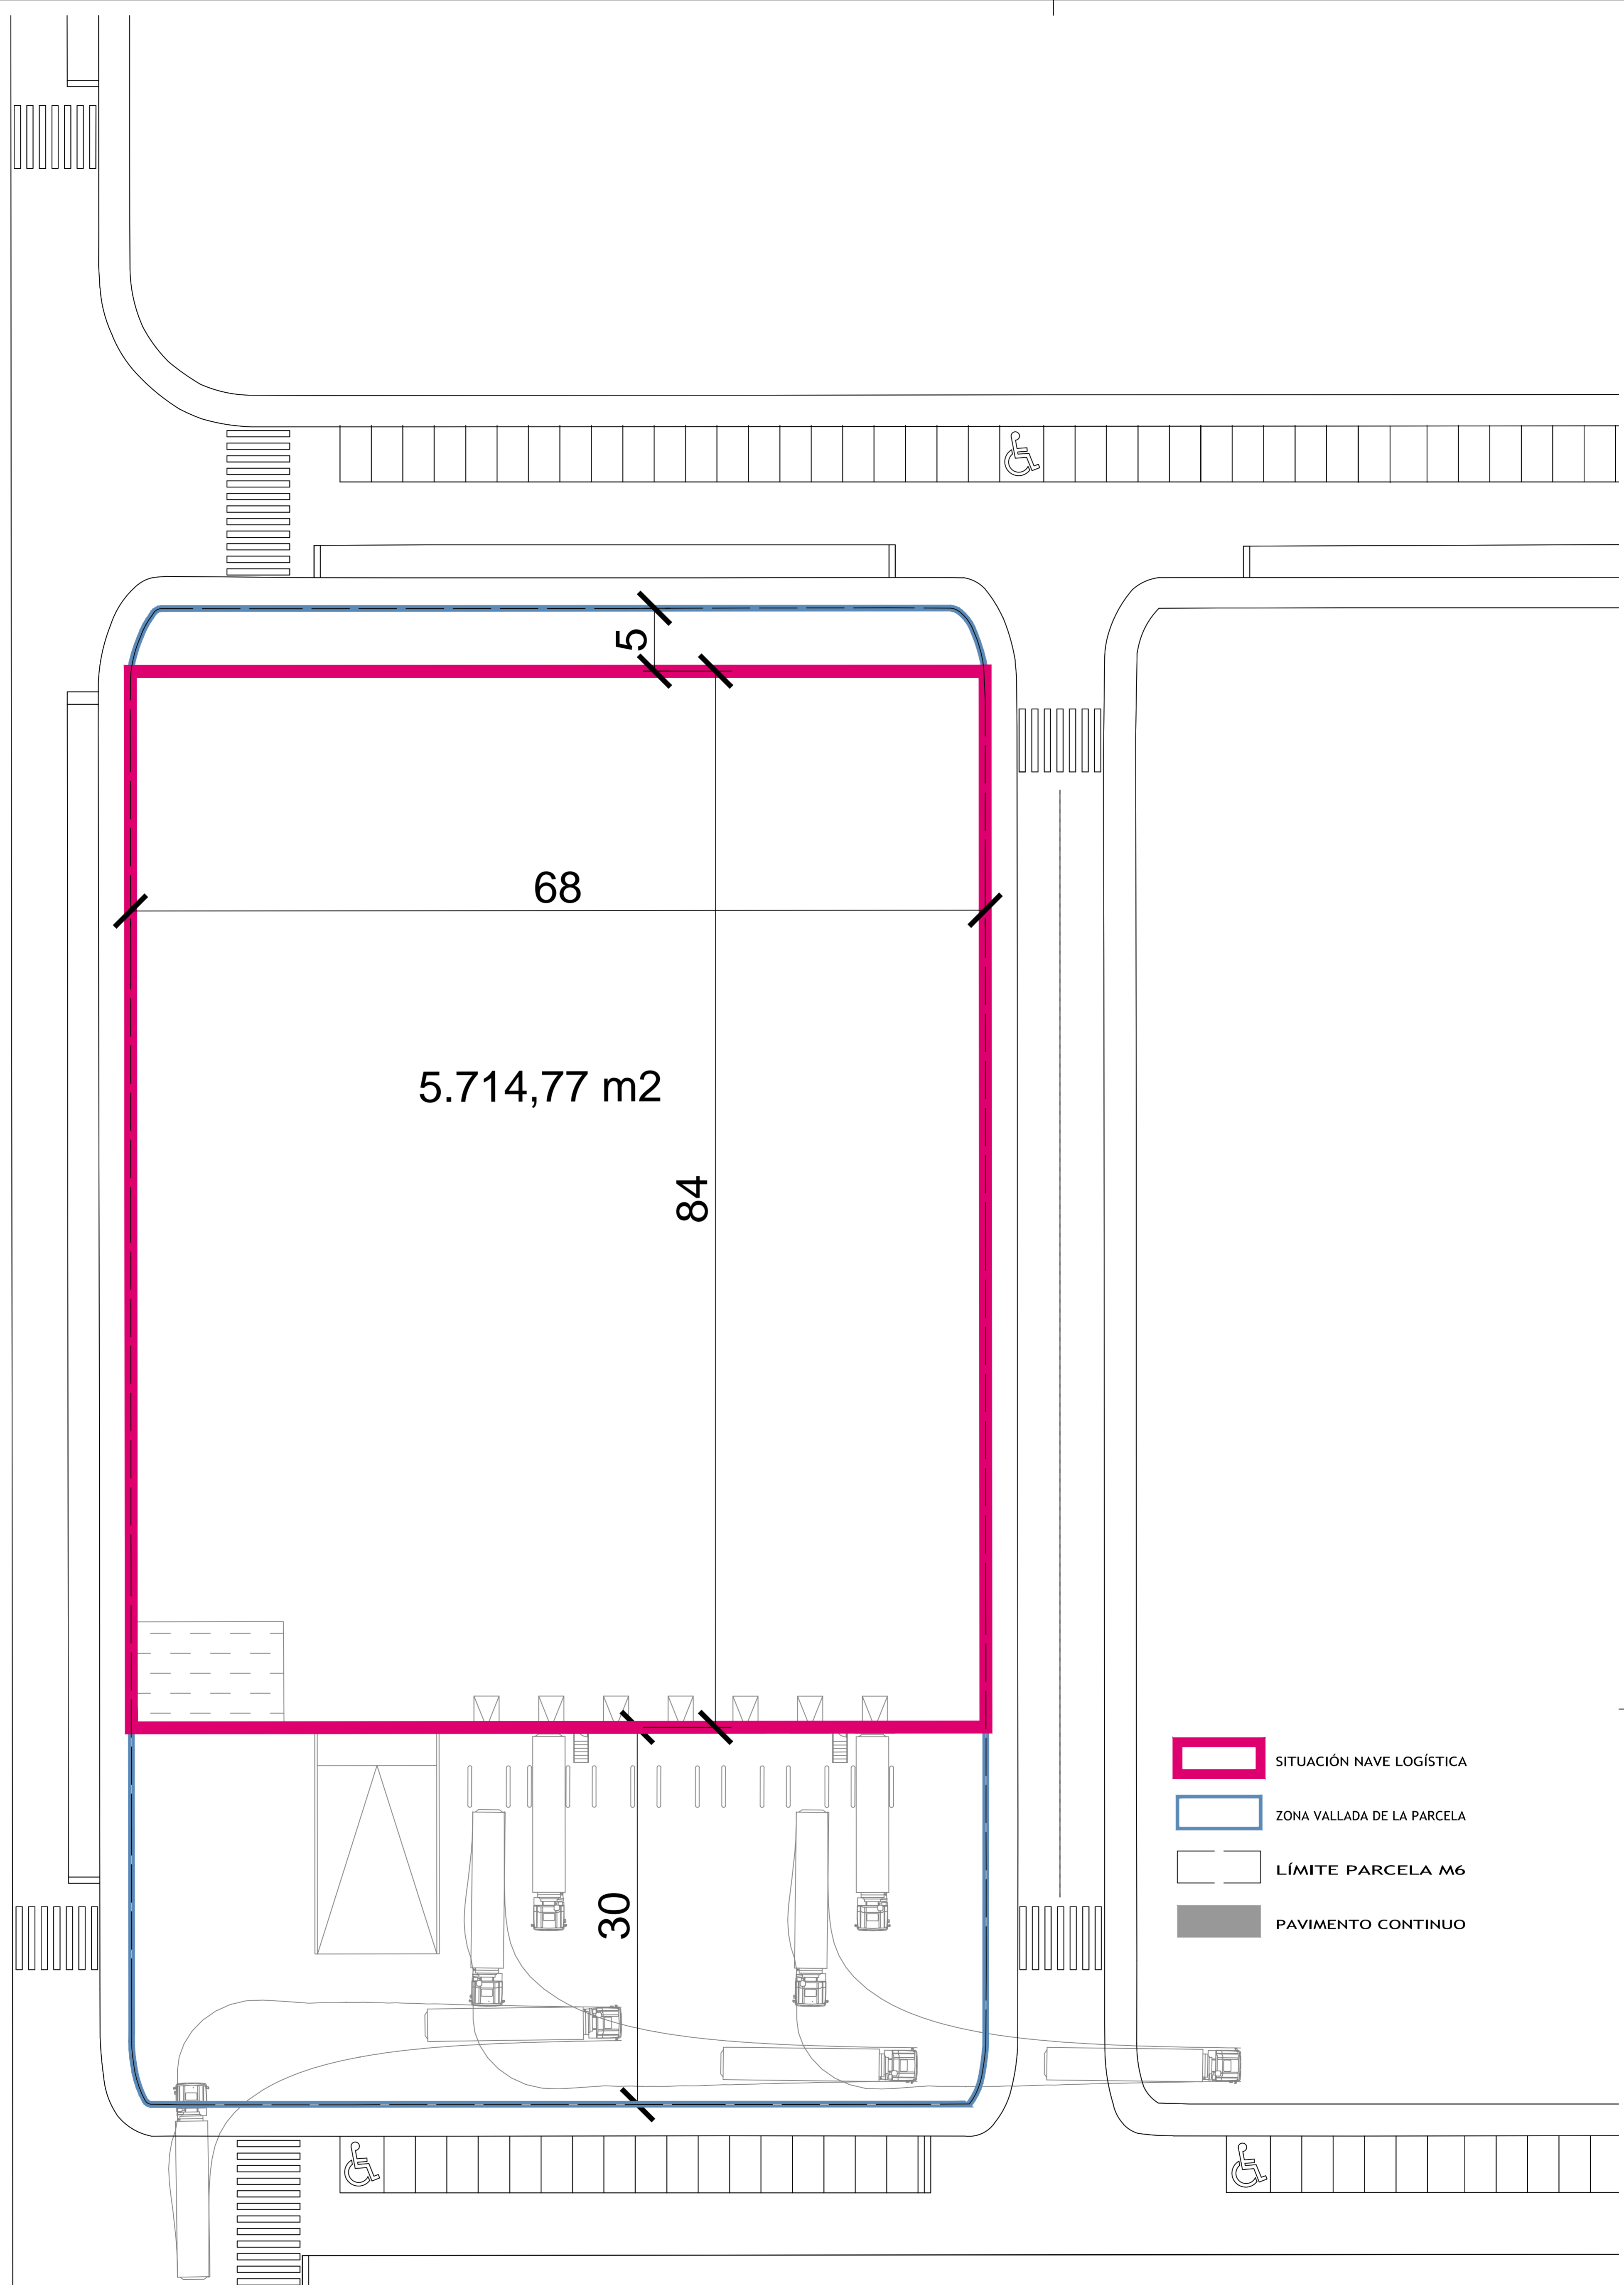 5
68
5.714,77 m2
84
30
SITUACIÓN NAVE LOGÍSTICA
ZONA VALLADA DE LA PARCELA
LÍMITE PARCELA M6
PAVIMENTO CONTINUO